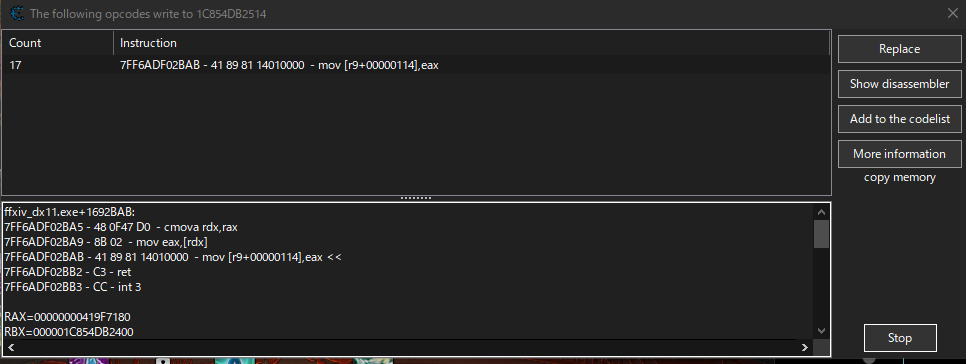 The following opcodes write to 1C854DB2514
Count Instruction
17 7FF6ADF02BAB - 41 89 81 14010000 - mov [r9+00000114],eax
Replace
Show disassembler
Add to the codelist
More information
copy memory
ffxiv_dx11.exe+1692BAB:
7FF6ADF02BA5 - 48 0F47 D0 - cmova rdx,rax
7FF6ADF02BA9 - 8B 02 - mov eax,[rdx]
7FF6ADF02BAB - 41 89 81 14010000 - mov [r9+00000114],eax <<
7FF6ADF02BB2 - C3 - ret
7FF6ADF02BB3 - CC - int 3
RAX=00000000419F7180
RBX=000001C854DB2400
Stop